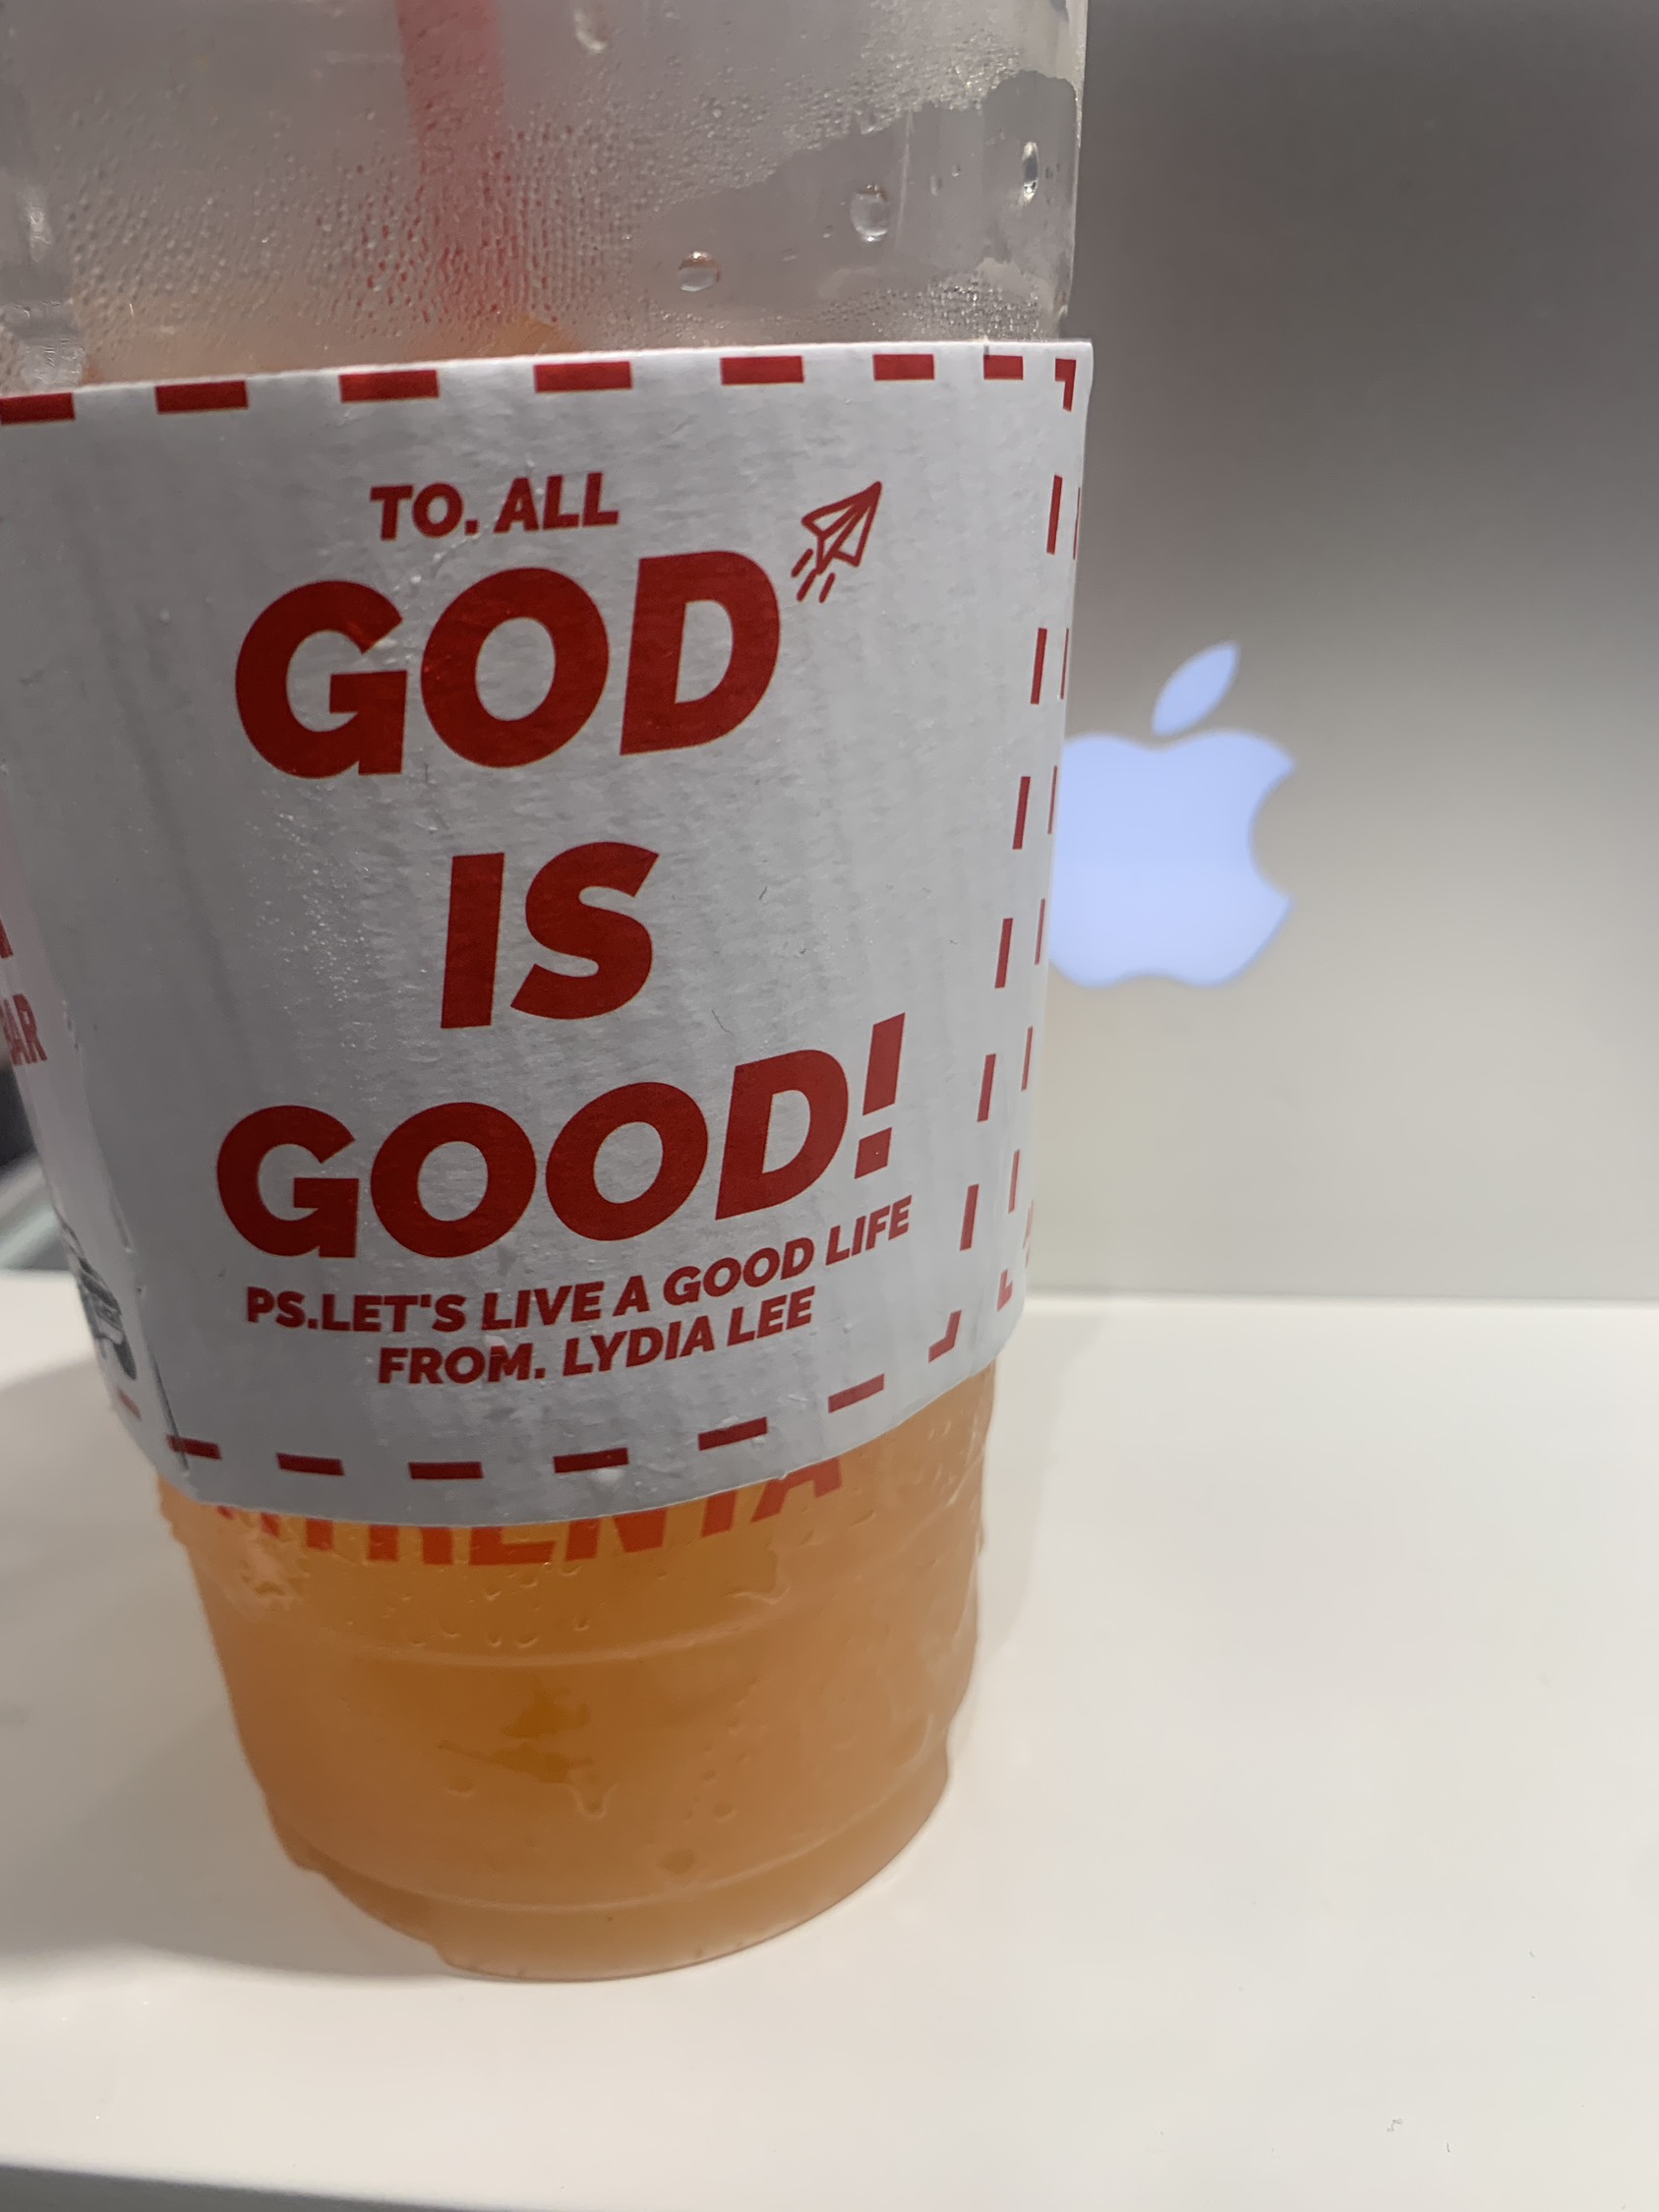 TO. ALL
GOD
IS
GOOD!
PS.LET'S LIVE A GOOD LIFE
FROM. LYDIA LEE